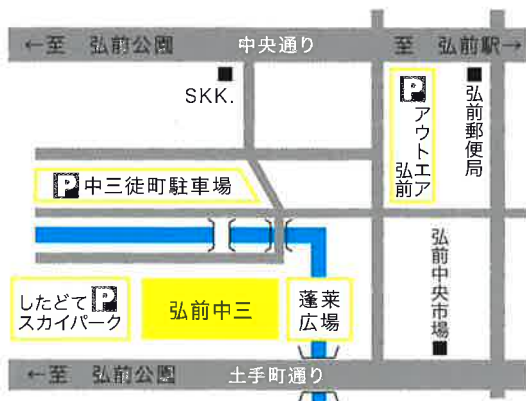 ←至 弘前公園
中央通り
至 弘前駅→
SKK.
P
アウトエア
弘前
弘前郵便局
P 中三徒町駐車場
弘前中央市場
したどて P
スカイパーク
弘前中三
蓬莱
広場
←至 弘前公園
土手町通り